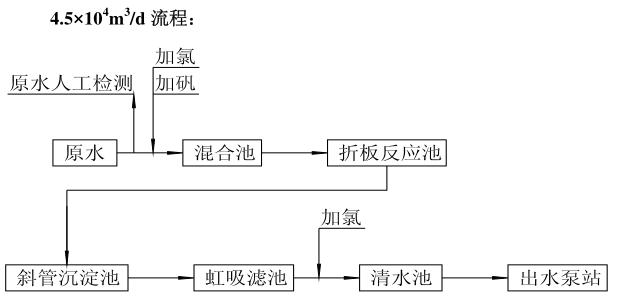 4.5×10⁴m³/d 流程：
加氯
原水人工检测
加矾
原水
混合池
折板反应池
加氯
斜管沉淀池
虹吸滤池
清水池
出水泵站